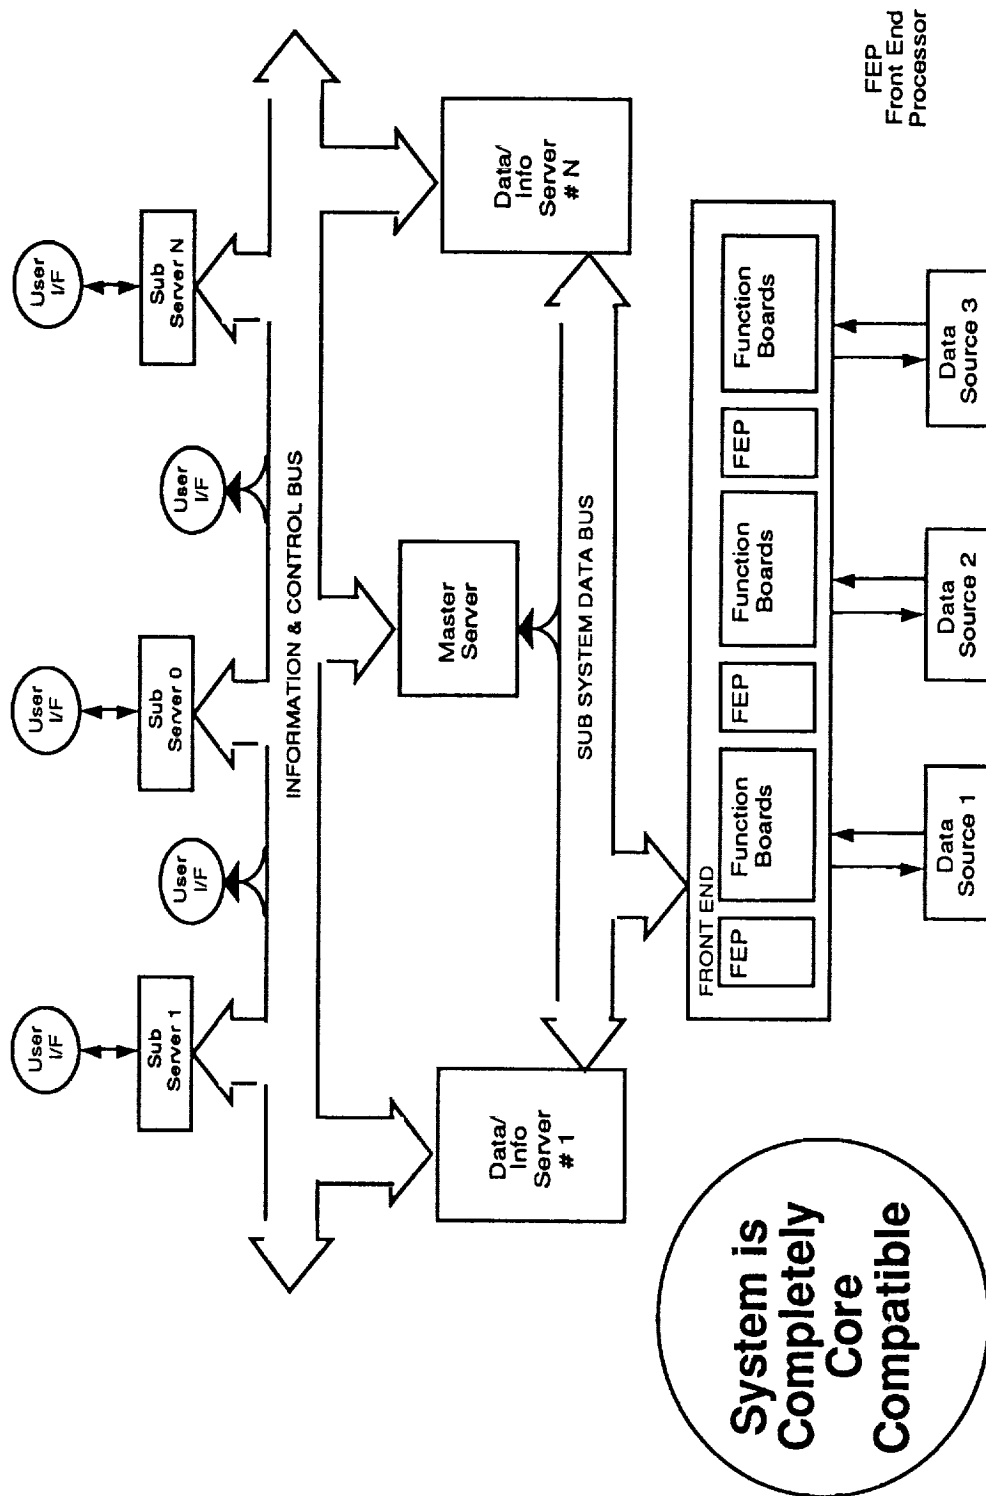 User
I/F
User
I/F
User
I/F
User
I/F
User
I/F
Sub
Server 1
Sub
Server 0
Sub
Server N
INFORMATION & CONTROL BUS
Data/
Info
Server
# 1
Master
Server
Data/
Info
Server
# N
SUB SYSTEM DATA BUS
FRONT END
FEP
Function
Boards
FEP
Function
Boards
FEP
Function
Boards
Data
Source 1
Data
Source 2
Data
Source 3
System is
Completely
Core
Compatible
FEP
Front End
Processor